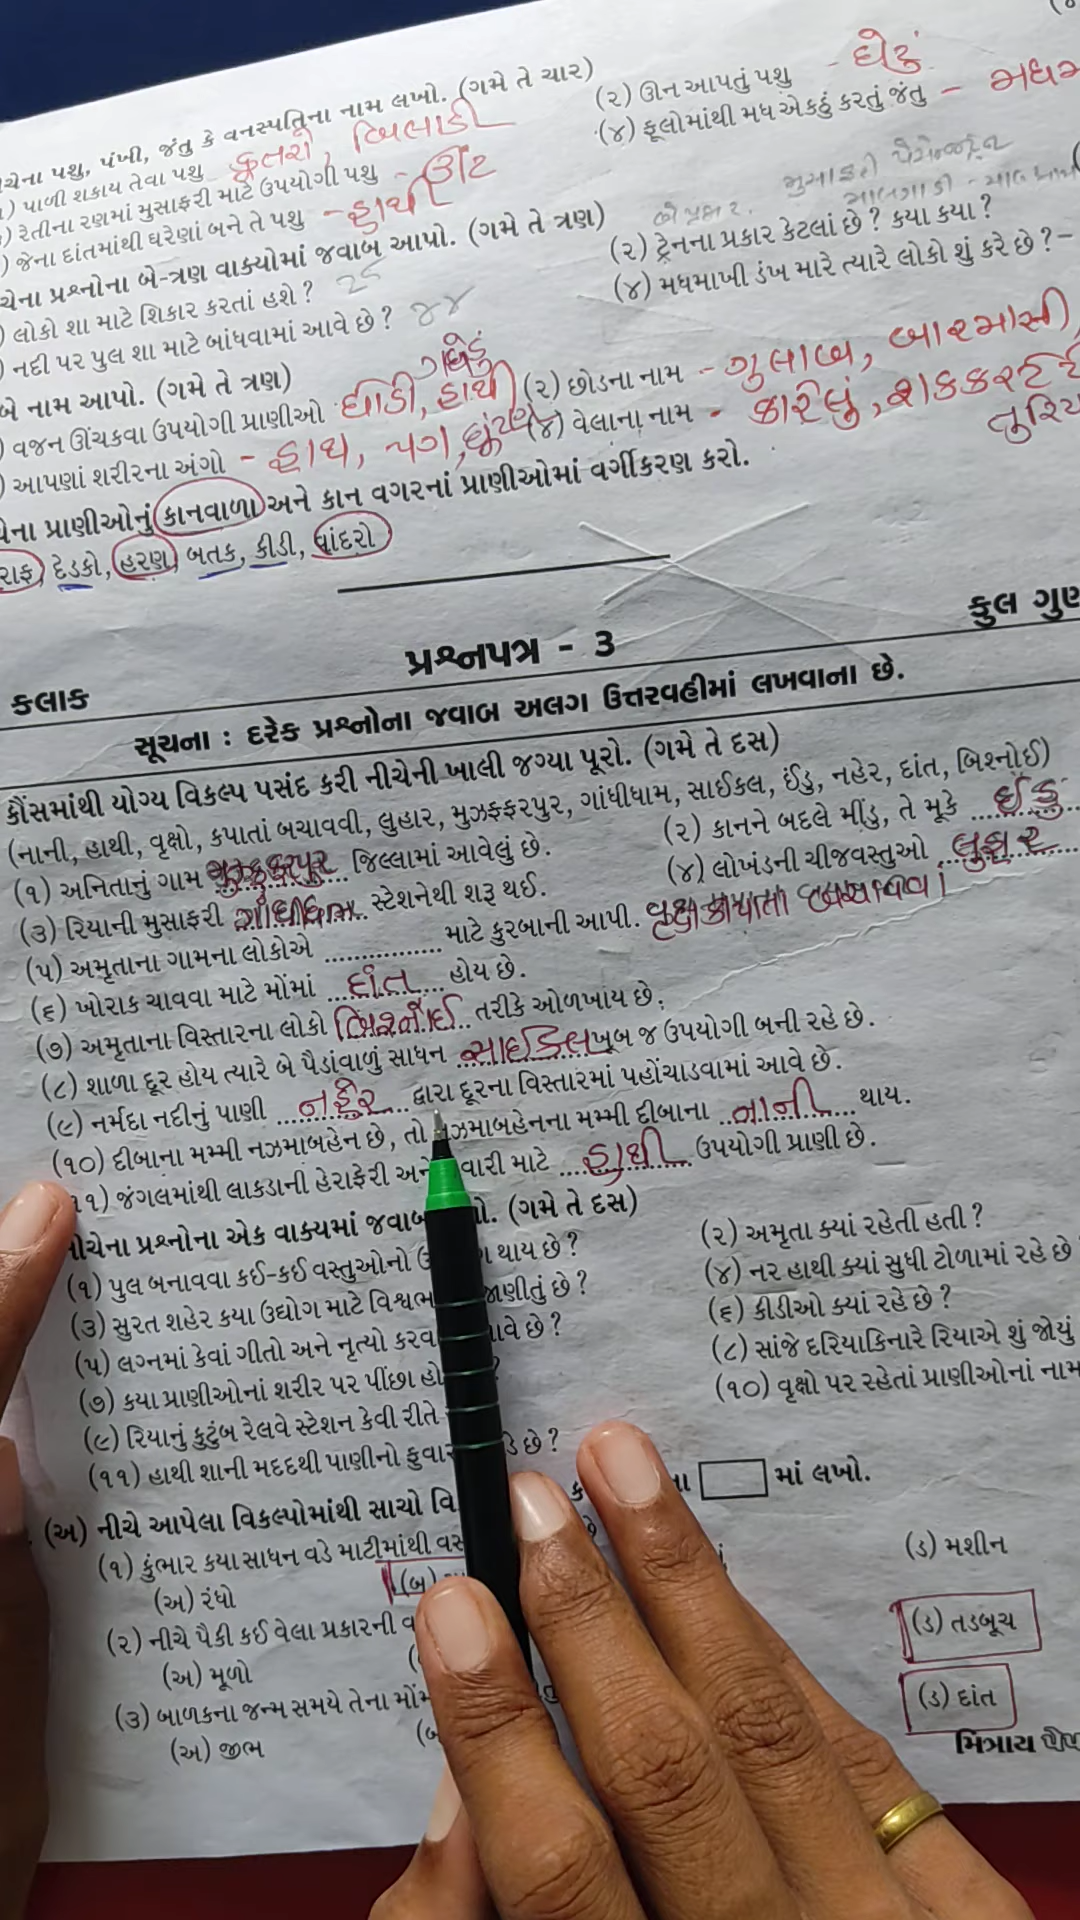 ચેના પશુ, પંખી, જંતુ કે વનસ્પતિના નામ લખો. (ગમે તે ચાર)
) પાળી શકાય તેવા પશુ કુતરો, બિલાડી
(૨) ઊન આપતું પશુ - ઘેટું
) રેતીના રણમાં મુસાફરી માટે ઉપયોગી પશુ - ઊંટ
(૪) ફૂલોમાંથી મધ એકઠું કરતું જંતુ - મધમ
) જેના દાંતમાંથી ઘરેણાં બને તે પશુ - હાથી
ચેના પ્રશ્નોના બે-ત્રણ વાક્યોમાં જવાબ આપો. (ગમે તે ત્રણ)
) લોકો શા માટે શિકાર કરતાં હશે ?
(૨) ટ્રેનના પ્રકાર કેટલાં છે ? કયા કયા ?
) નદી પર પુલ શા માટે બાંધવામાં આવે છે ? ૪૪
(૪) મધમાખી ડંખ મારે ત્યારે લોકો શું કરે છે ? -
બે નામ આપો. (ગમે તે ત્રણ)
ગધેડું
) વજન ઊંચકવા ઉપયોગી પ્રાણીઓ ઘોડો, હાથી
(૨) છોડના નામ - ગુલાબ, બારમાસી,
) આપણાં શરીરના અંગો - હાથ, પગ, ઘૂંટણ
(૪) વેલાના નામ - કારેલું, શક્કરટેટી
તુરિયા
ચેના પ્રાણીઓનું કાનવાળા અને કાન વગરનાં પ્રાણીઓમાં વર્ગીકરણ કરો.
રાફ, દેડકો, હરણ, બતક, કીડી, વાંદરો
પ્રશ્નપત્ર - 3
કલાક
કુલ ગુણ
સૂચના : દરેક પ્રશ્નોના જવાબ અલગ ઉત્તરવહીમાં લખવાના છે.
કૌંસમાંથી યોગ્ય વિકલ્પ પસંદ કરી નીચેની ખાલી જગ્યા પૂરો. (ગમે તે દસ)
(નાની, હાથી, વૃક્ષો, કપાતાં બચાવવી, લુહાર, મુઝફ્ફરપુર, ગાંધીધામ, સાઈકલ, ઈંડુ, નહેર, દાંત, બિશ્નોઈ)
(૧) અનિતાનું ગામ મુઝફ્ફરપુર જિલ્લામાં આવેલું છે.
(૨) કાનને બદલે મીંડુ, તે મૂકે ઈંડુ
(૩) રિયાની મુસાફરી ગાંધીધામ સ્ટેશનેથી શરૂ થઈ.
(૪) લોખંડની ચીજવસ્તુઓ લુહાર
(૫) અમૃતાના ગામના લોકોએ ............... માટે કુરબાની આપી. વૃક્ષો કપાતા બચાવવા
(૬) ખોરાક ચાવવા માટે મોંમાં દાંત હોય છે.
(૭) અમૃતાના વિસ્તારના લોકો બિશ્નોઈ તરીકે ઓળખાય છે.
(૮) શાળા દૂર હોય ત્યારે બે પૈડાંવાળું સાધન સાઈકલ ખૂબ જ ઉપયોગી બની રહે છે.
(૯) નર્મદા નદીનું પાણી નહેર દ્વારા દૂરના વિસ્તારમાં પહોંચાડવામાં આવે છે.
(૧૦) દીબાના મમ્મી નઝમાબહેન છે, તો નઝમાબહેનના મમ્મી દીબાના નાની થાય.
૧) જંગલમાંથી લાકડાની હેરાફેરી અને વારી માટે હાથી ઉપયોગી પ્રાણી છે.
ીચેના પ્રશ્નોના એક વાક્યમાં જવાબ ો. (ગમે તે દસ)
(૧) પુલ બનાવવા કઈ-કઈ વસ્તુઓનો ઉ ગ થાય છે ?
(૨) અમૃતા ક્યાં રહેતી હતી ?
(૩) સુરત શહેર કયા ઉદ્યોગ માટે વિશ્વભ જાણીતું છે ?
(૪) નર હાથી ક્યાં સુધી ટોળામાં રહે છે
(૫) લગ્નમાં કેવાં ગીતો અને નૃત્યો કરવા આવે છે ?
(૬) કીડીઓ ક્યાં રહે છે ?
(૭) કયા પ્રાણીઓનાં શરીર પર પીંછા હો ?
(૮) સાંજે દરિયાકિનારે રિયાએ શું જોયું
(૯) રિયાનું કુટુંબ રેલવે સ્ટેશન કેવી રીતે
(૧૦) વૃક્ષો પર રહેતાં પ્રાણીઓનાં નામ
(૧૧) હાથી શાની મદદથી પાણીનો ફુવાર ડે છે ?
(અ) નીચે આપેલા વિકલ્પોમાંથી સાચો વિ ક ના માં લખો.
(૧) કુંભાર કયા સાધન વડે માટીમાંથી વસ
(અ) રંધો (બ) (ડ) મશીન
(૨) નીચે પૈકી કઈ વેલા પ્રકારની વ
(અ) મૂળો (ડ) તડબૂચ
(૩) બાળકના જન્મ સમયે તેના મોંમ
(અ) જીભ (બ (ડ) દાંત
મિત્રાય પેપ